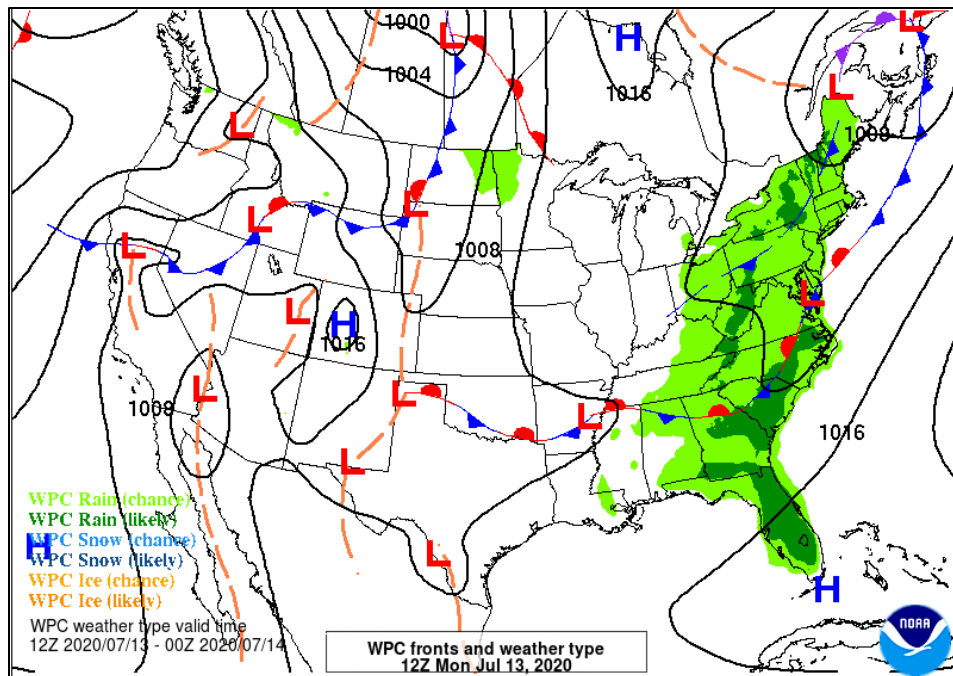 1000
L
L
H
1004
1016
L
L
1008
L
L
L
1008
L
L
L
H
1016
L
1008
L
L
1016
L
WPC Rain (chance)
WPC Rain (likely)
WPC Snow (chance)
WPC Snow (likely)
WPC Ice (chance)
WPC Ice (likely)
H
L
H
WPC weather type valid time
12Z 2020/07/13 - 00Z 2020/07/14
WPC fronts and weather type
12Z Mon Jul 13, 2020
NOAA